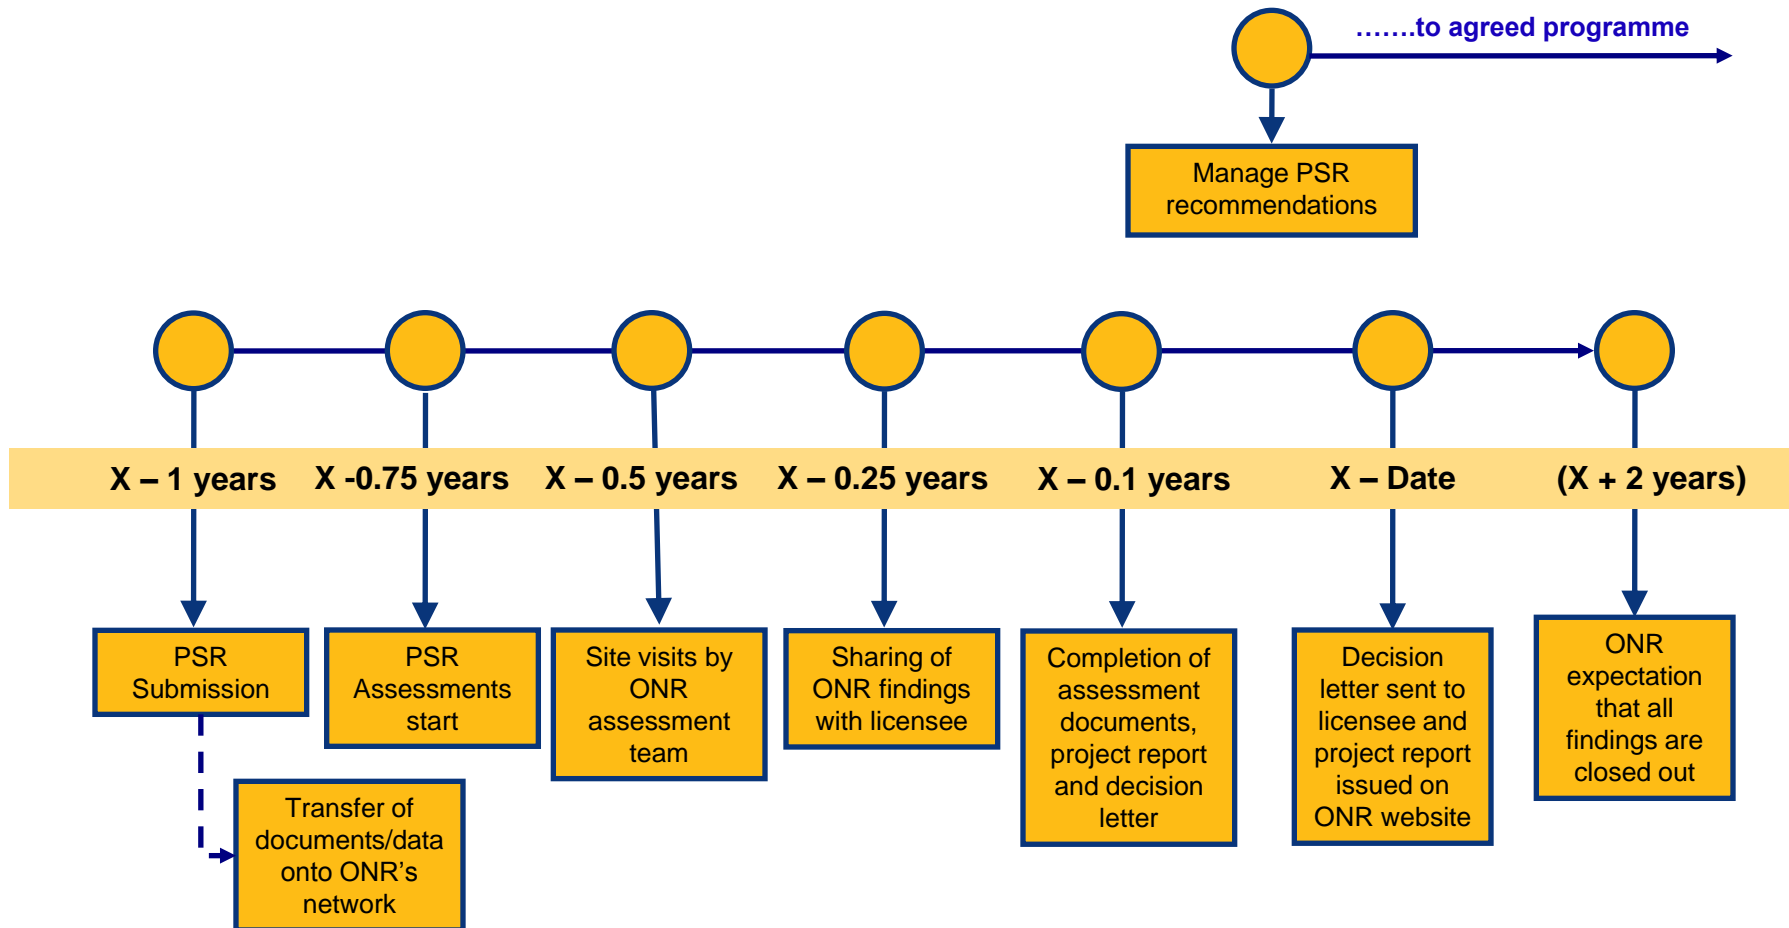 …….to agreed programme
Manage PSR
recommendations
X – 1 years
X -0.75 years
X – 0.5 years
X – 0.25 years
X – 0.1 years
X – Date
(X + 2 years)
PSR
Submission
Transfer of
documents/data
onto ONR’s
network
PSR
Assessments
start
Site visits by
ONR
assessment
team
Sharing of
ONR findings
with licensee
Completion of
assessment
documents,
project report
and decision
letter
Decision
letter sent to
licensee and
project report
issued on
ONR website
ONR
expectation
that all
findings are
closed out